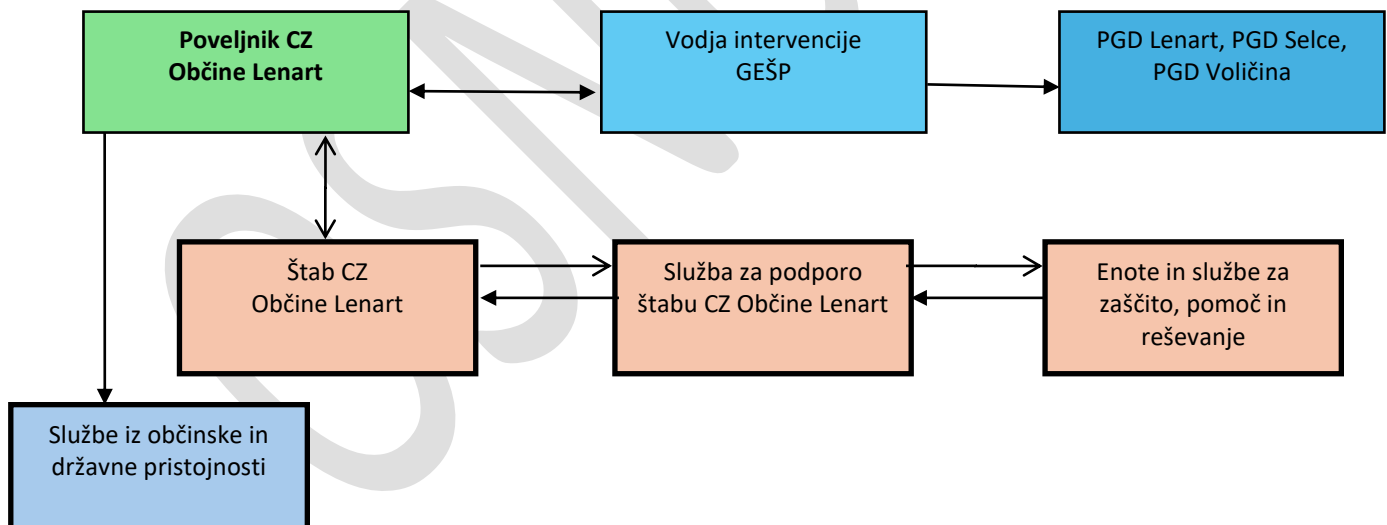 Poveljnik CZ
Občine Lenart
Vodja intervencije
GEŠP
PGD Lenart, PGD Selce,
PGD Voličina
Štab CZ
Občine Lenart
Služba za podporo
štabu CZ Občine Lenart
Enote in službe za
zaščito, pomoč in
reševanje
Službe iz občinske in
državne pristojnosti